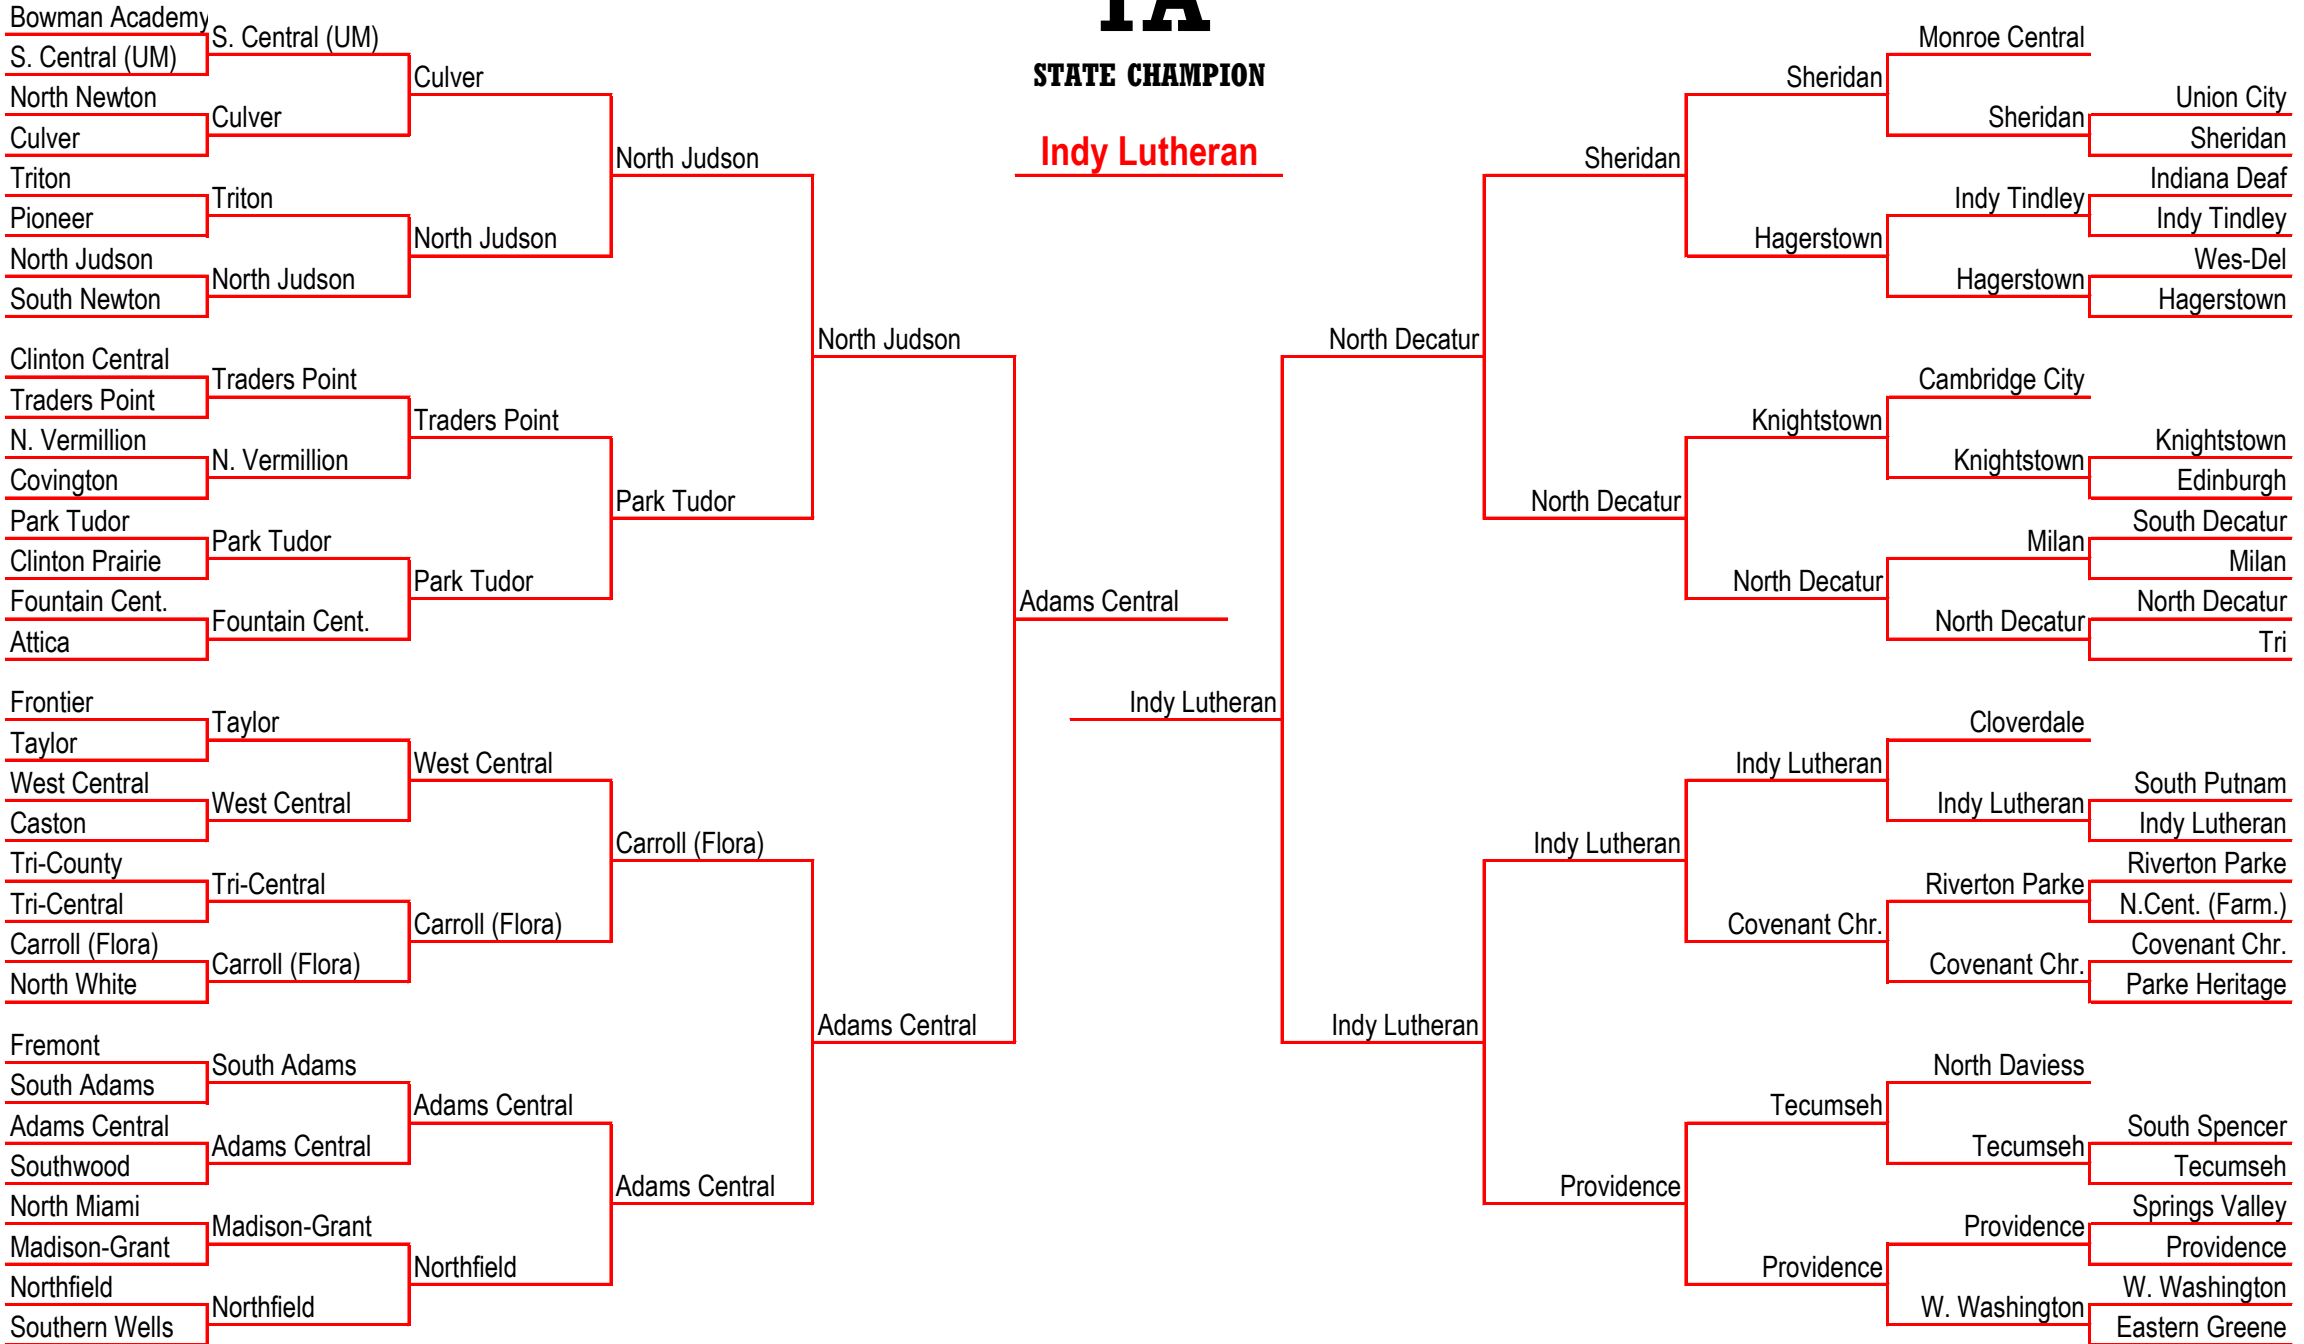 1A
STATE CHAMPION
Indy Lutheran
Bowman Academy
S. Central (UM)
North Newton
Culver
Triton
Pioneer
North Judson
South Newton
Clinton Central
Traders Point
N. Vermillion
Covington
Park Tudor
Clinton Prairie
Fountain Cent.
Attica
Frontier
Taylor
West Central
Caston
Tri-County
Tri-Central
Carroll (Flora)
North White
Fremont
South Adams
Adams Central
Southwood
North Miami
Madison-Grant
Northfield
Southern Wells
S. Central (UM)
Culver
Triton
North Judson
Traders Point
N. Vermillion
Park Tudor
Fountain Cent.
Taylor
West Central
Tri-Central
Carroll (Flora)
South Adams
Adams Central
Madison-Grant
Northfield
Culver
North Judson
Traders Point
Park Tudor
West Central
Carroll (Flora)
Adams Central
Northfield
North Judson
Park Tudor
Carroll (Flora)
Adams Central
North Judson
Adams Central
Adams Central
Indy Lutheran
North Decatur
Indy Lutheran
Sheridan
North Decatur
Indy Lutheran
Providence
Sheridan
Hagerstown
Knightstown
North Decatur
Indy Lutheran
Covenant Chr.
Tecumseh
Providence
Monroe Central
Sheridan
Indy Tindley
Hagerstown
Cambridge City
Knightstown
Milan
North Decatur
Cloverdale
Indy Lutheran
Riverton Parke
Covenant Chr.
North Daviess
Tecumseh
Providence
W. Washington
Union City
Sheridan
Indiana Deaf
Indy Tindley
Wes-Del
Hagerstown
Knightstown
Edinburgh
South Decatur
Milan
North Decatur
Tri
South Putnam
Indy Lutheran
Riverton Parke
N.Cent. (Farm.)
Covenant Chr.
Parke Heritage
South Spencer
Tecumseh
Springs Valley
Providence
W. Washington
Eastern Greene